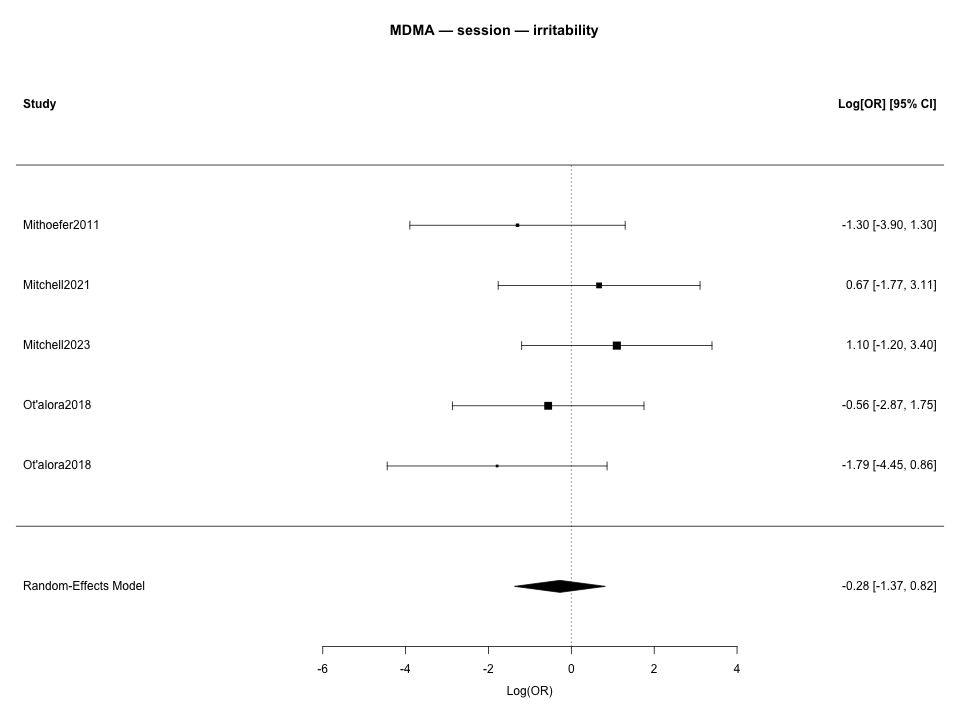 MDMA — session — irritability
Study Log[OR] [95% CI]
Mithoefer2011 -1.30 [-3.90, 1.30]
Mitchell2021 0.67 [-1.77, 3.11]
Mitchell2023 1.10 [-1.20, 3.40]
Ot'alora2018 -0.56 [-2.87, 1.75]
Ot'alora2018 -1.79 [-4.45, 0.86]
Random-Effects Model -0.28 [-1.37, 0.82]
-6 -4 -2 0 2 4
Log(OR)